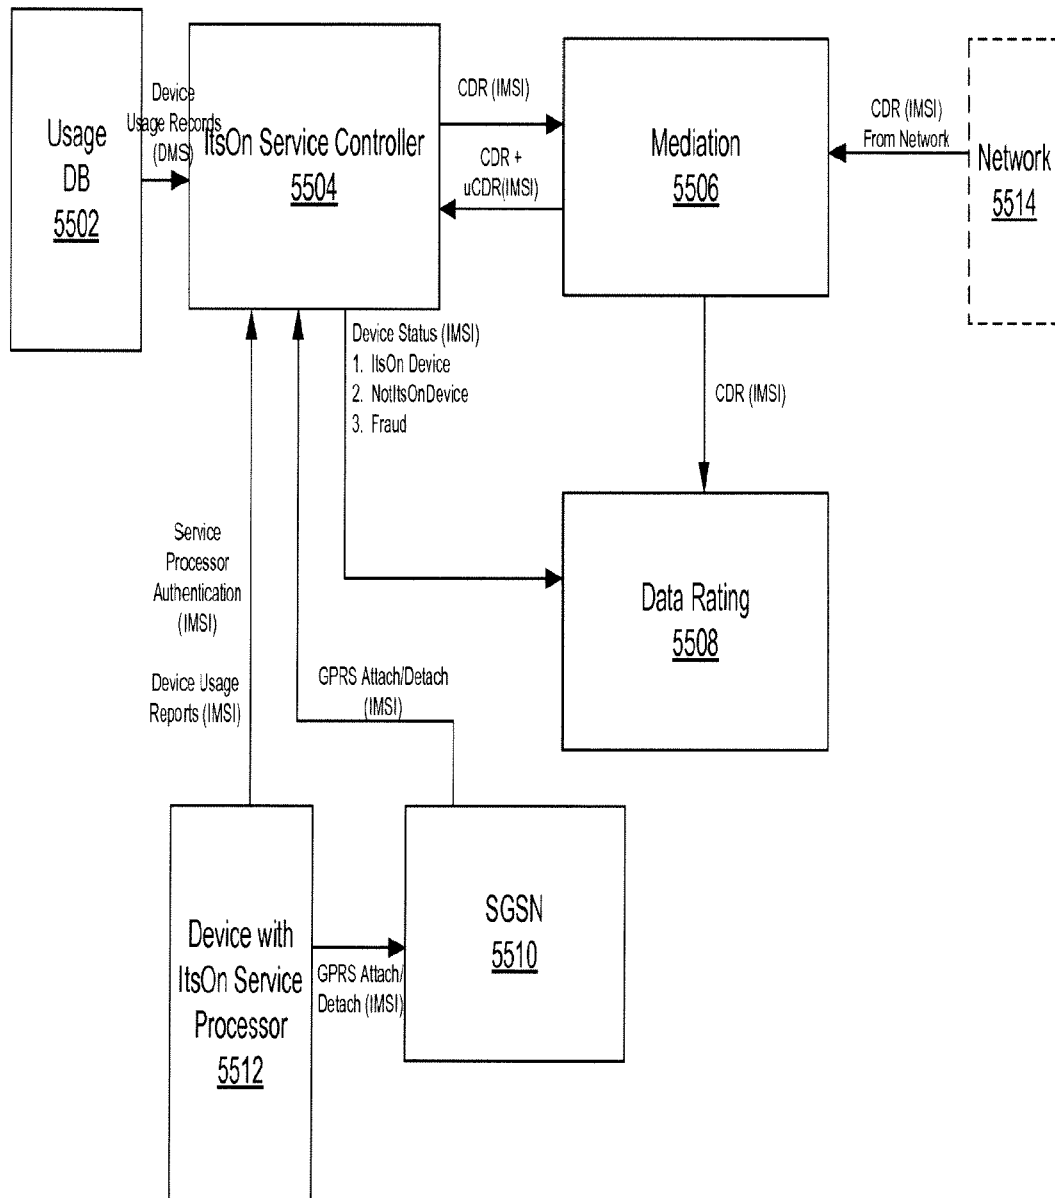 Usage
DB
5502
Device
Usage Records
(DMS)
ItsOn Service Controller
5504
CDR (IMSI)
CDR +
uCDR(IMSI)
Mediation
5506
CDR (IMSI)
From Network
Network
5514
Device Status (IMSI)
1. ItsOn Device
2. NotItsOnDevice
3. Fraud
CDR (IMSI)
Service
Processor
Authentication
(IMSI)
Device Usage
Reports (IMSI)
GPRS Attach/Detach
(IMSI)
Data Rating
5508
Device with
ItsOn Service
Processor
5512
GPRS Attach/
Detach (IMSI)
SGSN
5510